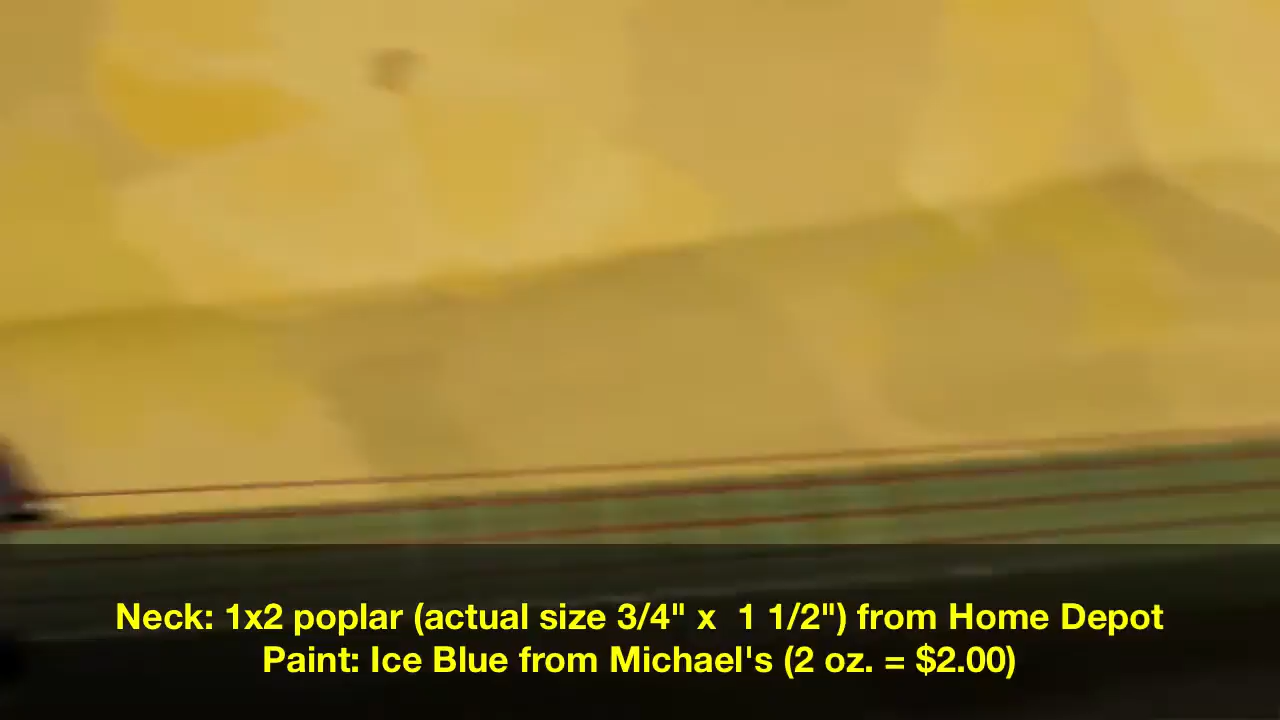 Neck: 1x2 poplar (actual size 3/4" x  1 1/2") from Home Depot
Paint: Ice Blue from Michael's (2 oz. = $2.00)